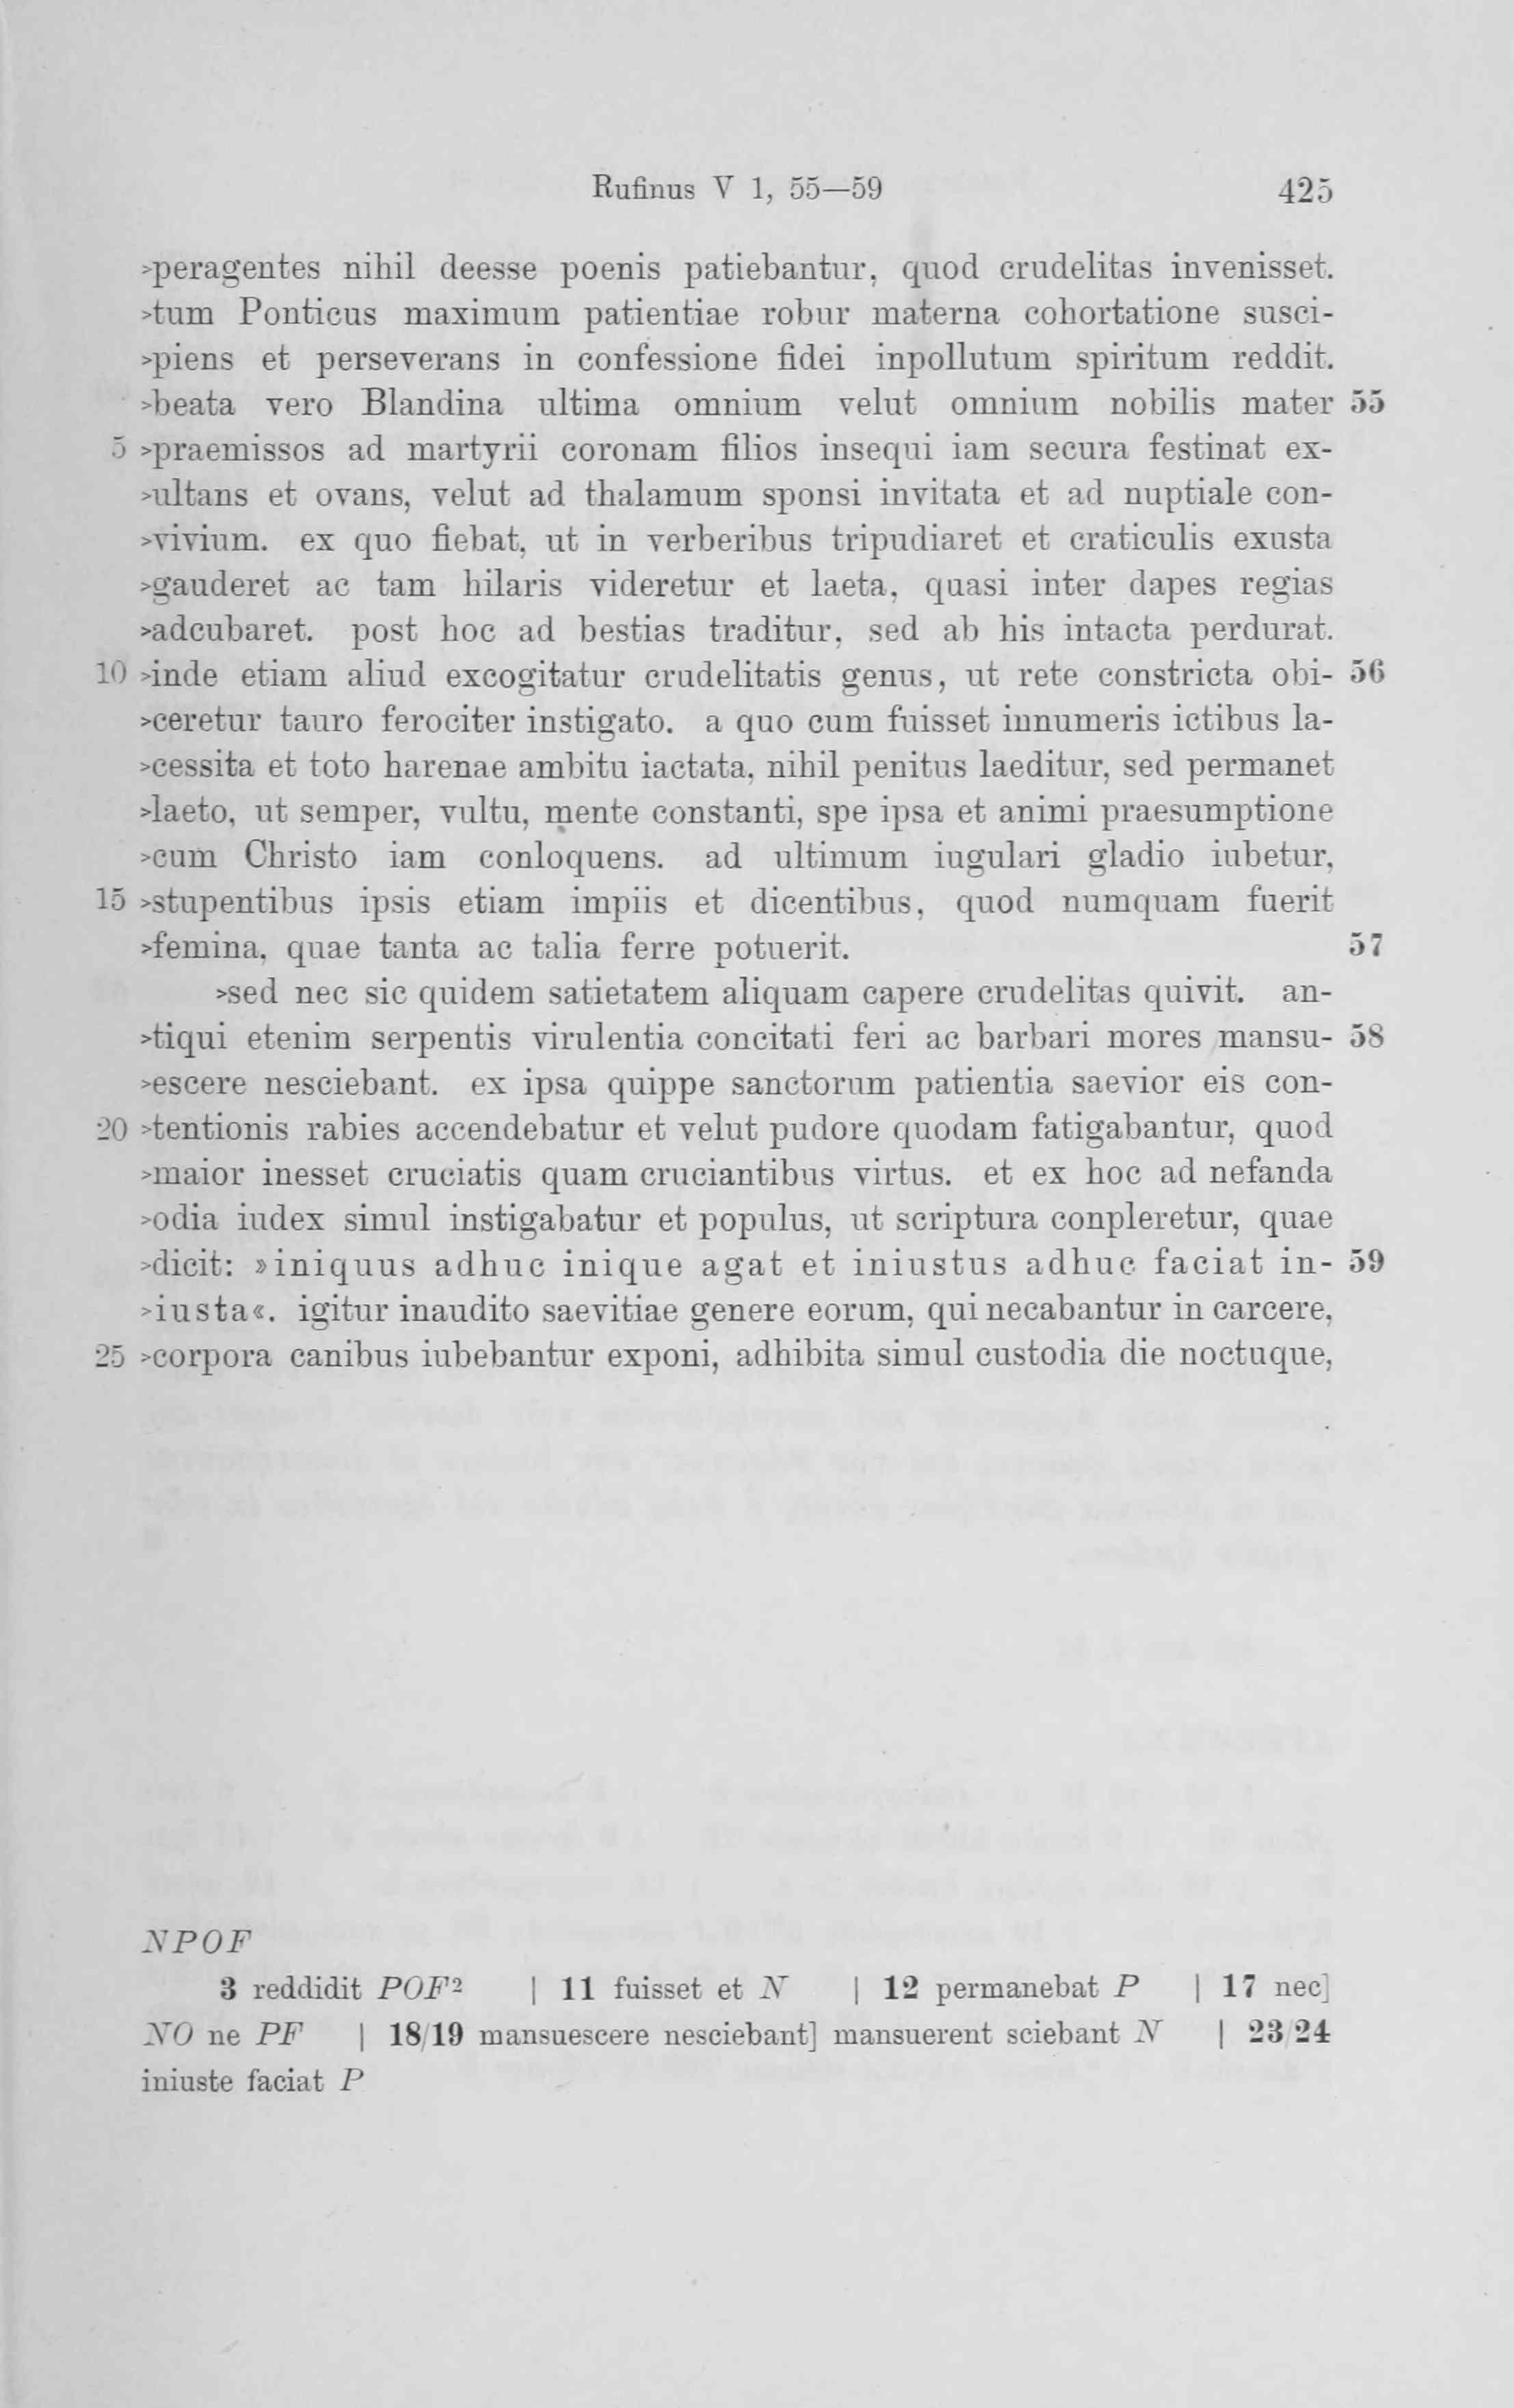 Rufinus V 1, 55—59 425
>peragentes nihil deesse poenis patiebantur, quod crudelitas invenisset.
>tum Ponticus maximum patientiae robur materna cohortatione susci-
>piens et perseverans in confessione fidei inpollutum spiritum reddit.
>beata vero Blandina ultima omnium velut omnium nobilis mater 55
5 >praemissos ad martyrii coronam filios insequi iam secura festinat ex-
>ultans et ovans, velut ad thalamum sponsi invitata et ad nuptiale con-
>vivium. ex quo fiebat, ut in verberibus tripudiaret et craticulis exusta
>gauderet ac tam hilaris videretur et laeta, quasi inter dapes regias
>adcubaret. post hoc ad bestias traditur, sed ab his intacta perdurat.
10 >inde etiam aliud excogitatur crudelitatis genus, ut rete constricta obi- 56
>ceretur tauro ferociter instigato. a quo cum fuisset innumeris ictibus la-
>cessita et toto harenae ambitu iactata, nihil penitus laeditur, sed permanet
>laeto, ut semper, vultu, mente constanti, spe ipsa et animi praesumptione
>cum Christo iam conloquens. ad ultimum iugulari gladio iubetur,
15 >stupentibus ipsis etiam impiis et dicentibus, quod numquam fuerit
>femina, quae tanta ac talia ferre potuerit. 57
>sed nec sic quidem satietatem aliquam capere crudelitas quivit. an-
>tiqui etenim serpentis virulentia concitati feri ac barbari mores mansu- 58
>escere nesciebant. ex ipsa quippe sanctorum patientia saevior eis con-
20 >tentionis rabies accendebatur et velut pudore quodam fatigabantur, quod
>maior inesset cruciatis quam cruciantibus virtus. et ex hoc ad nefanda
>odia iudex simul instigabatur et populus, ut scriptura conpleretur, quae
>dicit: »iniquus adhuc inique agat et iniustus adhuc faciat in- 59
>iusta«. igitur inaudito saevitiae genere eorum, qui necabantur in carcere,
25 >corpora canibus iubebantur exponi, adhibita simul custodia die noctuque,
NPOF
3 reddidit POF² | 11 fuisset et N | 12 permanebat P | 17 nec]
NO ne PF | 18/19 mansuescere nesciebant] mansuerent sciebant N | 23/24
iniuste faciat P